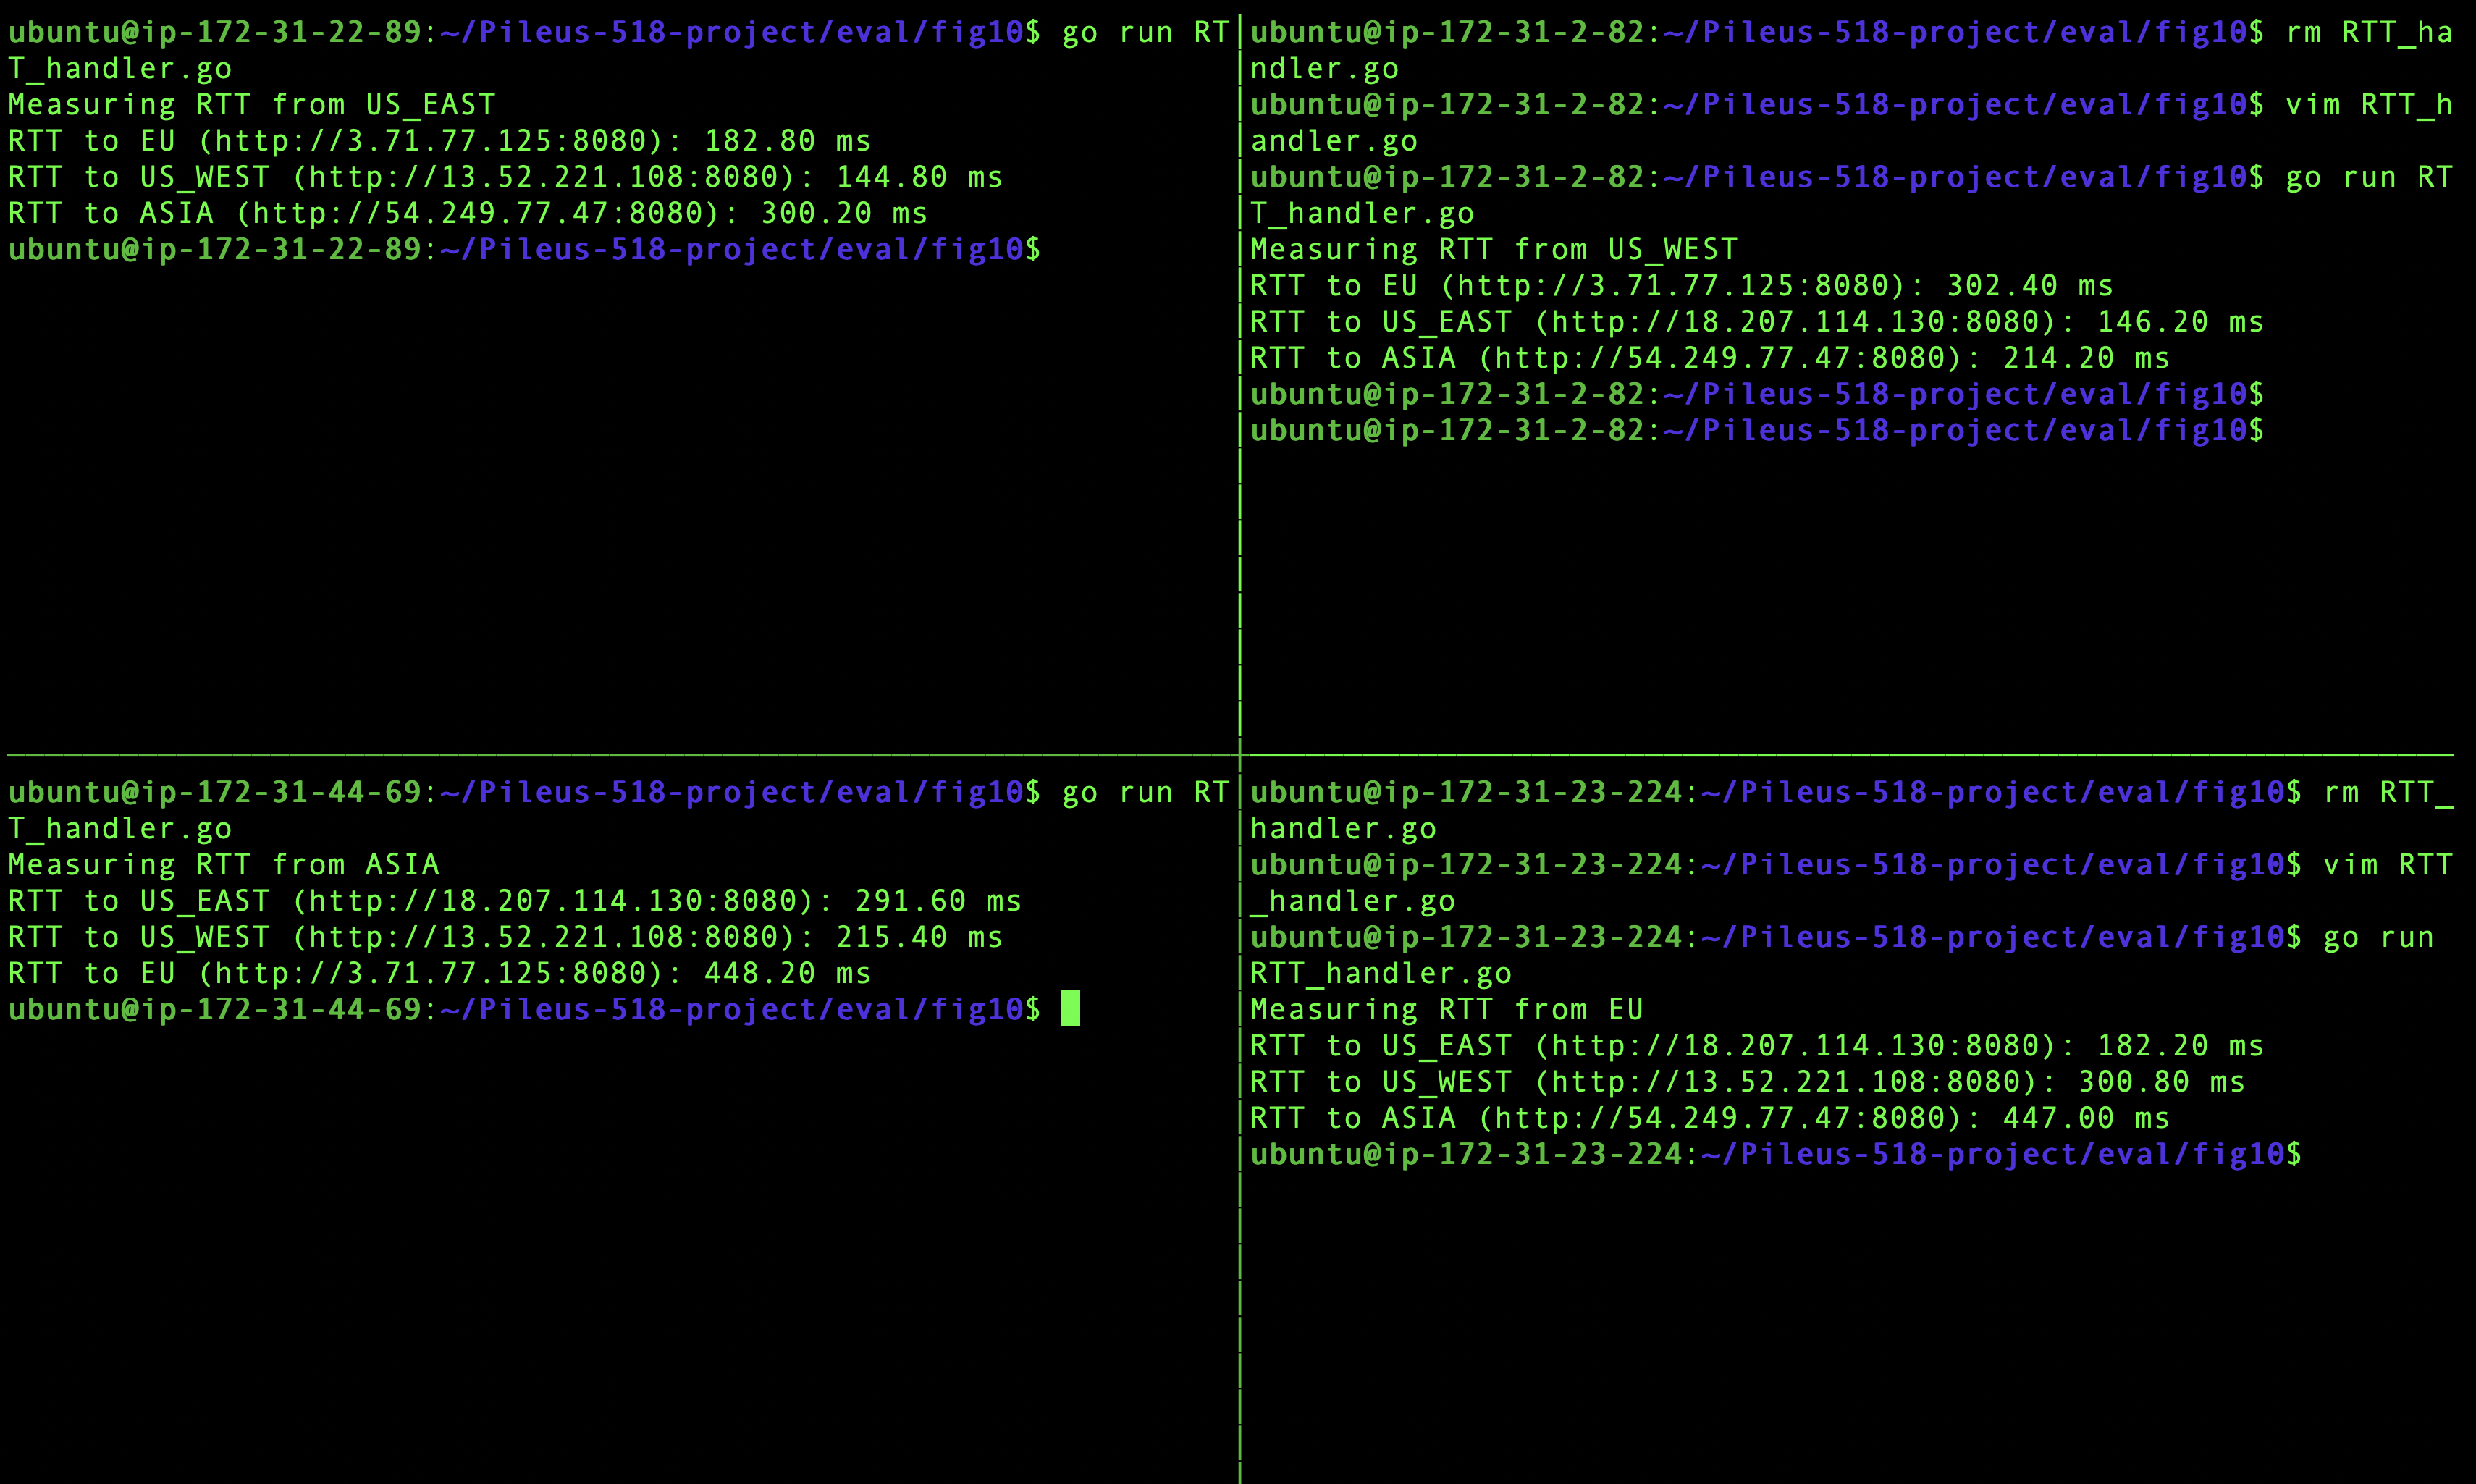 ubuntu@ip-172-31-22-89:~/Pileus-518-project/eval/fig10$ go run RT
T_handler.go
Measuring RTT from US_EAST
RTT to EU (http://3.71.77.125:8080): 182.80 ms
RTT to US_WEST (http://13.52.221.108:8080): 144.80 ms
RTT to ASIA (http://54.249.77.47:8080): 300.20 ms
ubuntu@ip-172-31-22-89:~/Pileus-518-project/eval/fig10$
ubuntu@ip-172-31-2-82:~/Pileus-518-project/eval/fig10$ rm RTT_ha
ndler.go
ubuntu@ip-172-31-2-82:~/Pileus-518-project/eval/fig10$ vim RTT_h
andler.go
ubuntu@ip-172-31-2-82:~/Pileus-518-project/eval/fig10$ go run RT
T_handler.go
Measuring RTT from US_WEST
RTT to EU (http://3.71.77.125:8080): 302.40 ms
RTT to US_EAST (http://18.207.114.130:8080): 146.20 ms
RTT to ASIA (http://54.249.77.47:8080): 214.20 ms
ubuntu@ip-172-31-2-82:~/Pileus-518-project/eval/fig10$
ubuntu@ip-172-31-2-82:~/Pileus-518-project/eval/fig10$
ubuntu@ip-172-31-44-69:~/Pileus-518-project/eval/fig10$ go run RT
T_handler.go
Measuring RTT from ASIA
RTT to US_EAST (http://18.207.114.130:8080): 291.60 ms
RTT to US_WEST (http://13.52.221.108:8080): 215.40 ms
RTT to EU (http://3.71.77.125:8080): 448.20 ms
ubuntu@ip-172-31-44-69:~/Pileus-518-project/eval/fig10$
ubuntu@ip-172-31-23-224:~/Pileus-518-project/eval/fig10$ rm RTT_
handler.go
ubuntu@ip-172-31-23-224:~/Pileus-518-project/eval/fig10$ vim RTT
_handler.go
ubuntu@ip-172-31-23-224:~/Pileus-518-project/eval/fig10$ go run
RTT_handler.go
Measuring RTT from EU
RTT to US_EAST (http://18.207.114.130:8080): 182.20 ms
RTT to US_WEST (http://13.52.221.108:8080): 300.80 ms
RTT to ASIA (http://54.249.77.47:8080): 447.00 ms
ubuntu@ip-172-31-23-224:~/Pileus-518-project/eval/fig10$